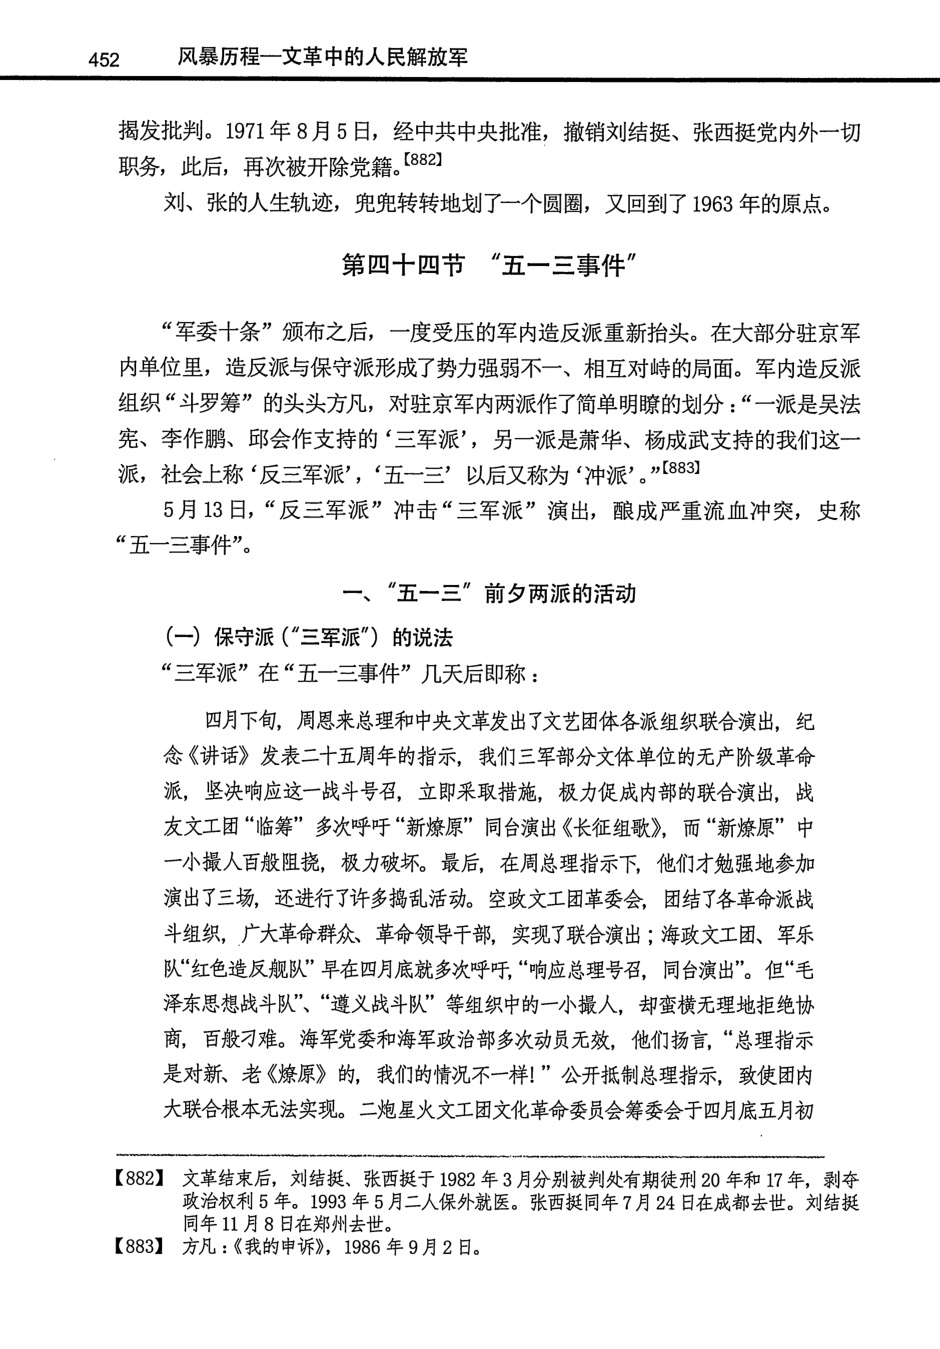 452 风暴历程—文革中的人民解放军
揭发批判。1971 年 8 月 5 日，经中共中央批准，撤销刘结挺、张西挺党内外一切
职务，此后，再次被开除党籍。【882】
刘、张的人生轨迹，兜兜转转地划了一个圆圈，又回到了 1963 年的原点。
第四十四节 “五一三事件”
“军委十条”颁布之后，一度受压的军内造反派重新抬头。在大部分驻京军
内单位里，造反派与保守派形成了势力强弱不一、相互对峙的局面。军内造反派
组织“斗罗筹”的头头方凡，对驻京军内两派作了简单明瞭的划分：“一派是吴法
宪、李作鹏、邱会作支持的‘三军派’，另一派是萧华、杨成武支持的我们这一
派，社会上称‘反三军派’，‘五一三’以后又称为‘冲派’。”【883】
5 月 13 日，“反三军派”冲击“三军派”演出，酿成严重流血冲突，史称
“五一三事件”。
一、“五一三”前夕两派的活动
（一）保守派（“三军派”）的说法
“三军派”在“五一三事件”几天后即称：
四月下旬，周恩来总理和中央文革发出了文艺团体各派组织联合演出，纪
念《讲话》发表二十五周年的指示，我们三军部分文体单位的无产阶级革命
派，坚决响应这一战斗号召，立即采取措施，极力促成内部的联合演出，战
友文工团“临筹”多次呼吁“新燎原”同台演出《长征组歌》，而“新燎原”中
一小撮人百般阻挠，极力破坏。最后，在周总理指示下，他们才勉强地参加
演出了三场，还进行了许多捣乱活动。空政文工团革委会，团结了各革命派战
斗组织，广大革命群众、革命领导干部，实现了联合演出；海政文工团、军乐
队“红色造反舰队”早在四月底就多次呼吁，“响应总理号召，同台演出”。但“毛
泽东思想战斗队”、“遵义战斗队”等组织中的一小撮人，却蛮横无理地拒绝协
商，百般刁难。海军党委和海军政治部多次动员无效，他们扬言，“总理指示
是对新、老《燎原》的，我们的情况不一样！”公开抵制总理指示，致使团内
大联合根本无法实现。二炮星火文工团文化革命委员会筹委会于四月底五月初
【882】 文革结束后，刘结挺、张西挺于 1982 年 3 月分别被判处有期徒刑 20 年和 17 年，剥夺
政治权利 5 年。1993 年 5 月二人保外就医。张西挺同年 7 月 24 日在成都去世。刘结挺
同年 11 月 8 日在郑州去世。
【883】 方凡：《我的申诉》，1986 年 9 月 2 日。